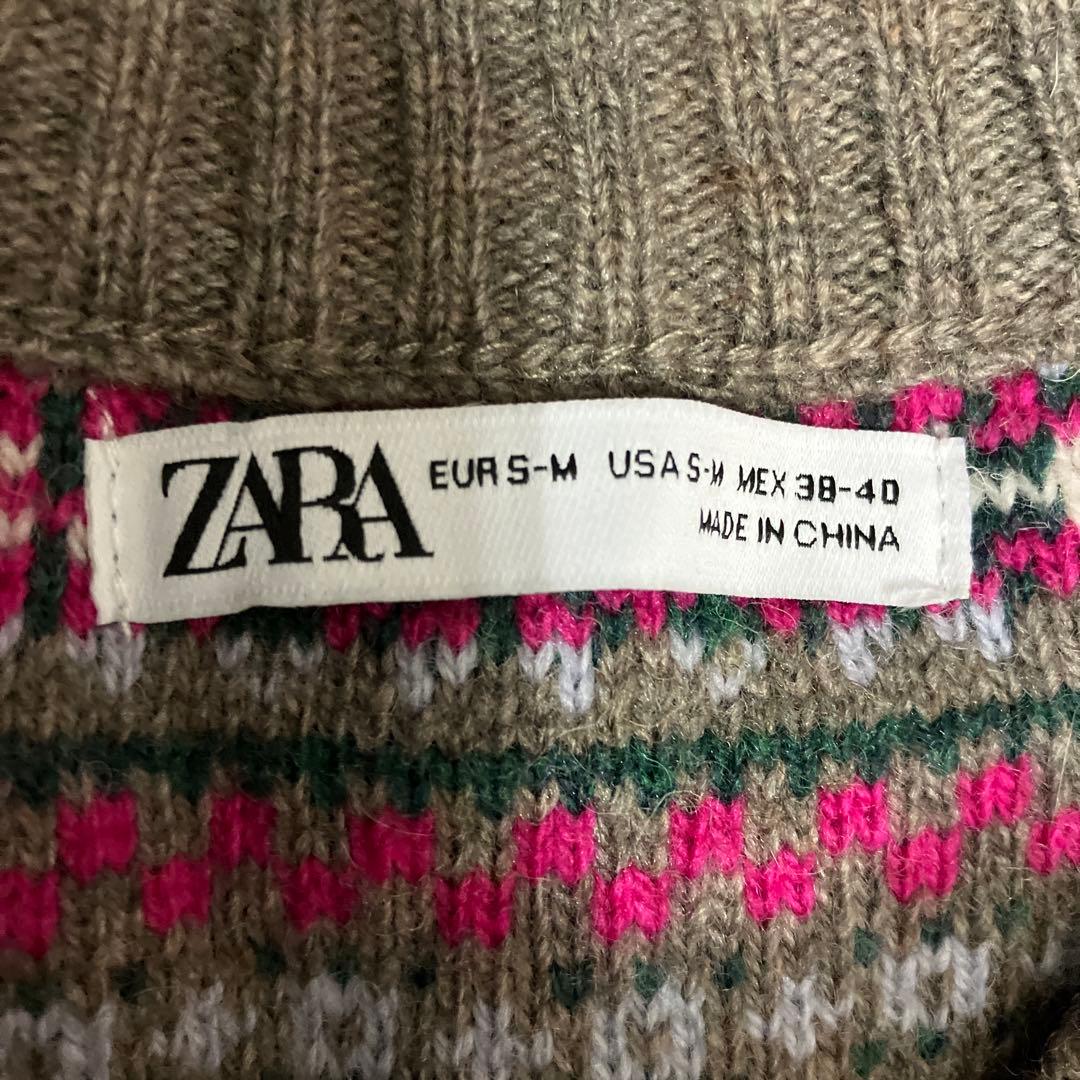 ZARA EUR S-M USA S-M MEX 38-40
MADE IN CHINA